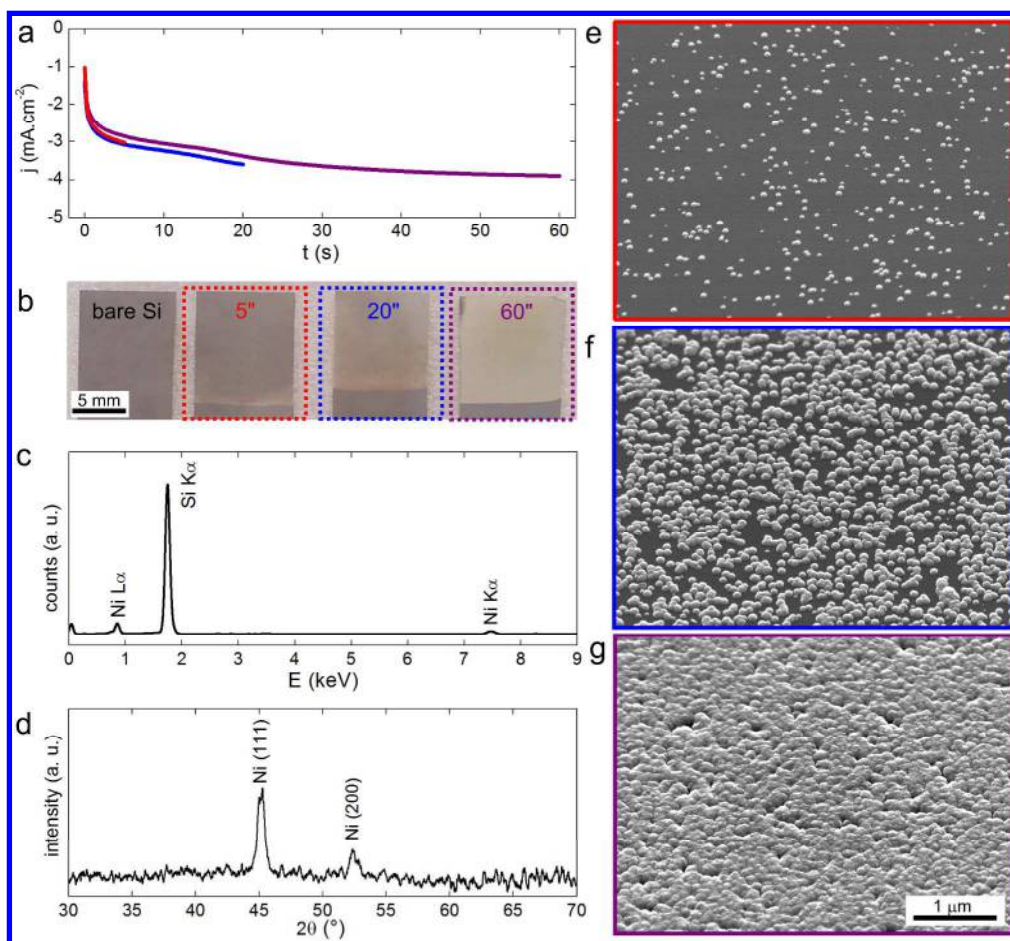 a
0
-1
-2
-3
-4
-5
j (mA.cm⁻²)
0 10 20 30 40 50 60
t (s)
b
bare Si
5"
20"
60"
5 mm
c
counts (a. u.)
Ni Lα
Si Kα
Ni Kα
0 1 2 3 4 5 6 7 8 9
E (keV)
d
intensity (a. u.)
Ni (111)
Ni (200)
30 35 40 45 50 55 60 65 70
2θ (°)
e
f
g
1 µm